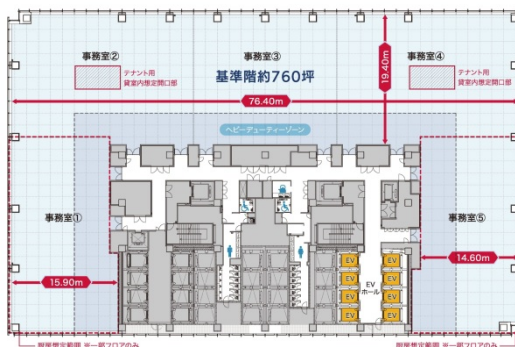 事務室②
事務室③
事務室④
テナント用
貸室内想定開口部
基準階約760坪
19.40m
テナント用
貸室内想定開口部
76.40m
ヘビーデューティーゾーン
事務室①
事務室⑤
15.90m
14.60m
EV EV
EV EV
EV EV
EV EV
EV
ホール